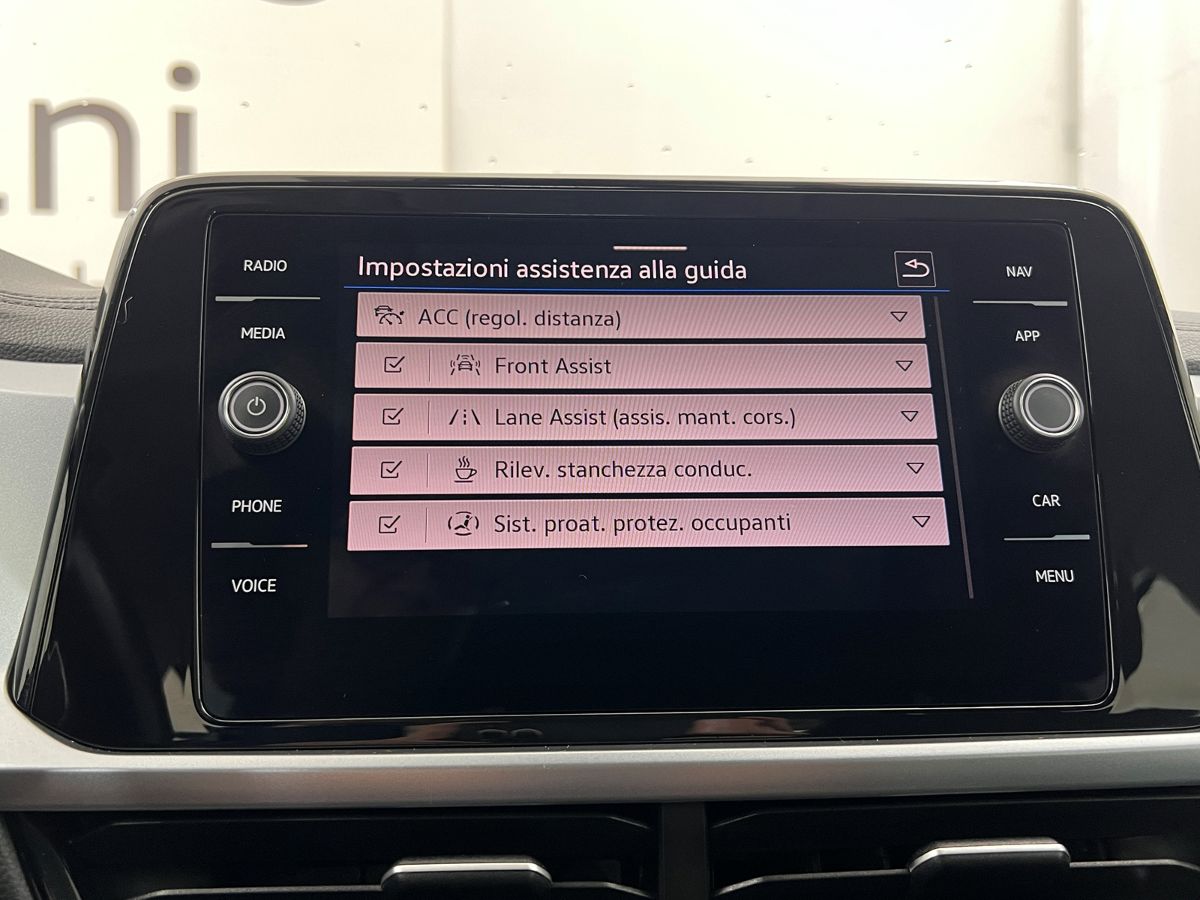 .ni
RADIO
MEDIA
PHONE
VOICE
Impostazioni assistenza alla guida
ACC (regol. distanza)
Front Assist
Lane Assist (assis. mant. cors.)
Rilev. stanchezza conduc.
Sist. proat. protez. occupanti
NAV
APP
CAR
MENU